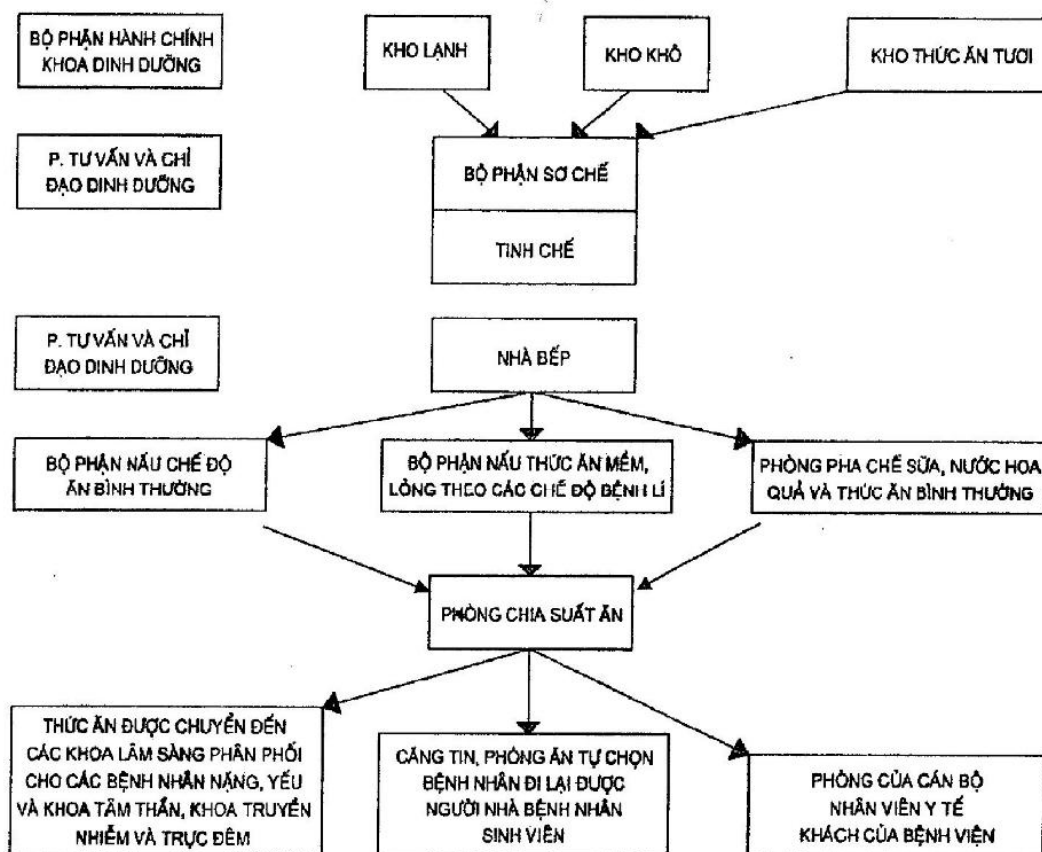 BỘ PHẬN HÀNH CHÍNH
KHOA DINH DƯỠNG
KHO LẠNH
KHO KHÔ
KHO THỨC ĂN TƯƠI
P. TƯ VẤN VÀ CHỈ
ĐẠO DINH DƯỠNG
BỘ PHẬN SƠ CHẾ
TINH CHẾ
P. TƯ VẤN VÀ CHỈ
ĐẠO DINH DƯỠNG
NHÀ BẾP
BỘ PHẬN NẤU CHẾ ĐỘ
ĂN BÌNH THƯỜNG
BỘ PHẬN NẤU THỨC ĂN MỀM,
LỎNG THEO CÁC CHẾ ĐỘ BỆNH LÍ
PHÒNG PHA CHẾ SỮA, NƯỚC HOA
QUẢ VÀ THỨC ĂN BÌNH THƯỜNG
PHÒNG CHIA SUẤT ĂN
THỨC ĂN ĐƯỢC CHUYỂN ĐẾN
CÁC KHOA LÂM SÀNG PHÂN PHỐI
CHO CÁC BỆNH NHÂN NẶNG, YẾU
VÀ KHOA TÂM THẦN, KHOA TRUYỀN
NHIỄM VÀ TRỰC ĐÊM
CĂNG TIN, PHÒNG ĂN TỰ CHỌN
BỆNH NHÂN ĐI LẠI ĐƯỢC
NGƯỜI NHÀ BỆNH NHÂN
SINH VIÊN
PHÒNG CỦA CÁN BỘ
NHÂN VIÊN Y TẾ
KHÁCH CỦA BỆNH VIỆN